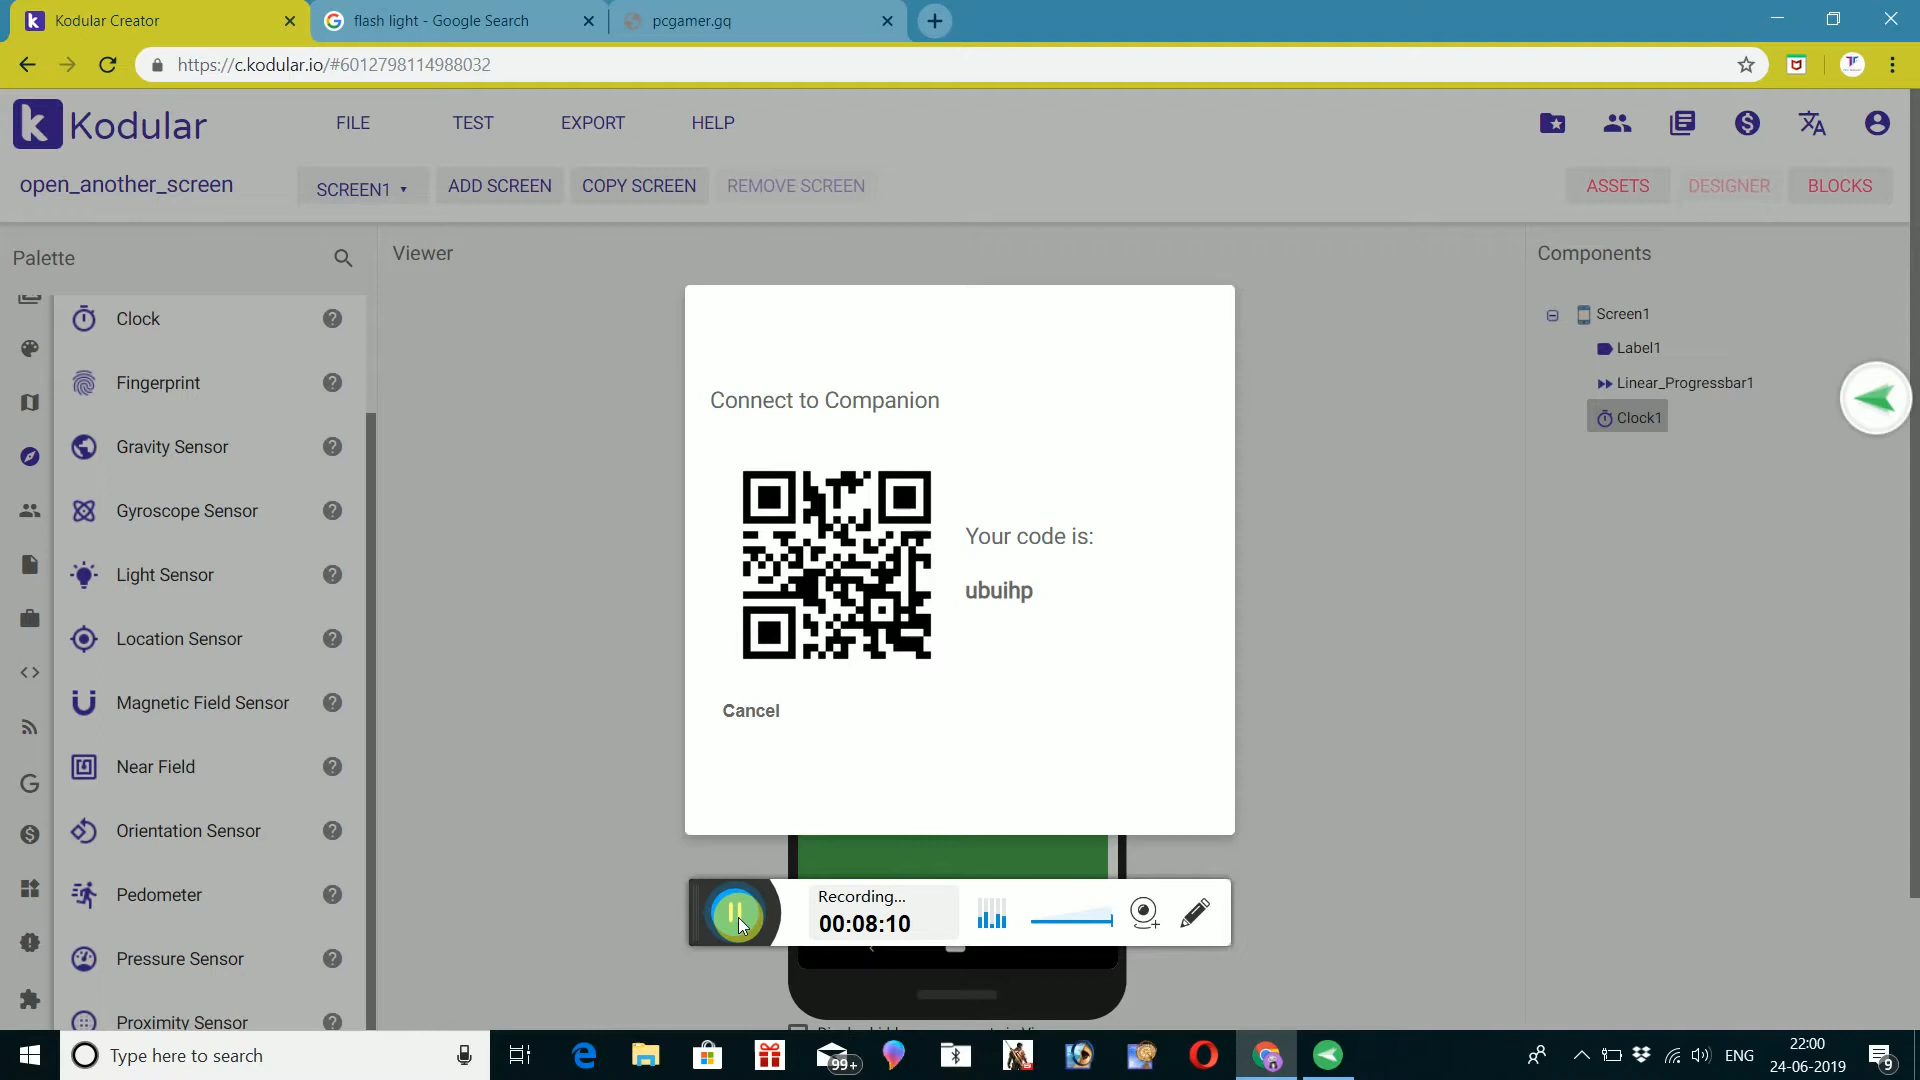 Kodular Creator
flash light - Google Search
pcgamer.gq
https://c.kodular.io/#6012798114988032
Kodular
FILE
TEST
EXPORT
HELP
open_another_screen
SCREEN1
ADD SCREEN
COPY SCREEN
REMOVE SCREEN
ASSETS
DESIGNER
BLOCKS
Palette
Viewer
Components
Clock
Fingerprint
Gravity Sensor
Gyroscope Sensor
Light Sensor
Location Sensor
Magnetic Field Sensor
Near Field
Orientation Sensor
Pedometer
Pressure Sensor
Proximity Sensor
Screen1
Label1
Linear_Progressbar1
Clock1
Connect to Companion
Your code is:
ubuihp
Cancel
Recording...
00:08:10
Type here to search
99+
ENG
22:00
24-06-2019
9